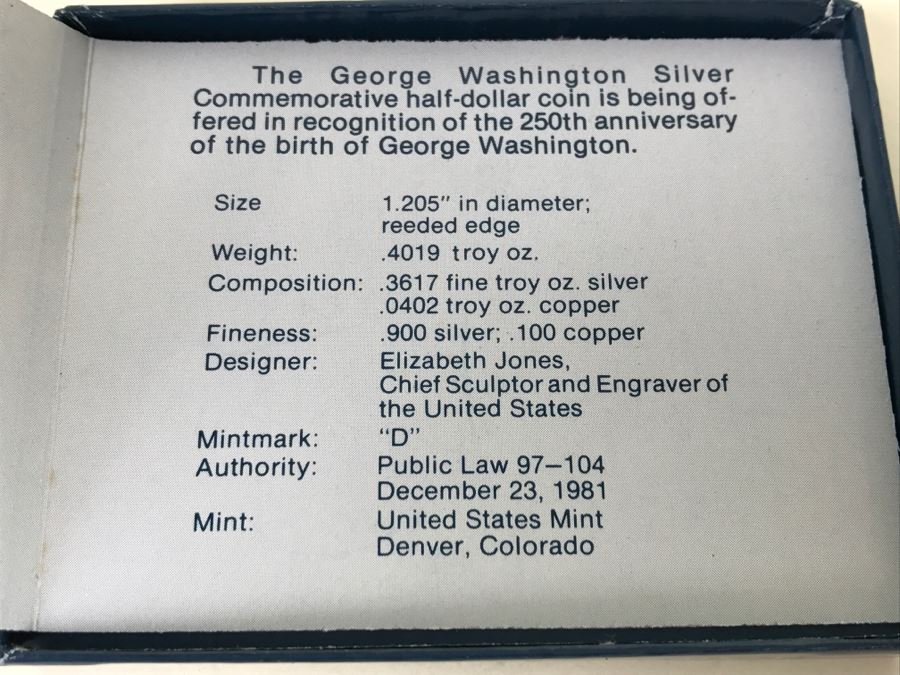 The George Washington Silver
Commemorative half-dollar coin is being of-
fered in recognition of the 250th anniversary
of the birth of George Washington.
Size 1.205" in diameter;
reeded edge
Weight: .4019 troy oz.
Composition: .3617 fine troy oz. silver
.0402 troy oz. copper
Fineness: .900 silver; .100 copper
Designer: Elizabeth Jones,
Chief Sculptor and Engraver of
the United States
Mintmark: “D”
Authority: Public Law 97–104
December 23, 1981
Mint: United States Mint
Denver, Colorado